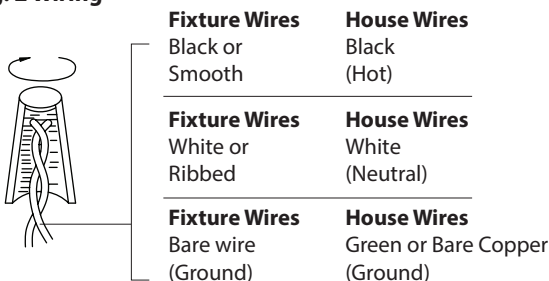 Fixture Wires House Wires
Black or Black
Smooth (Hot)
Fixture Wires House Wires
White or White
Ribbed (Neutral)
Fixture Wires House Wires
Bare wire Green or Bare Copper
(Ground) (Ground)